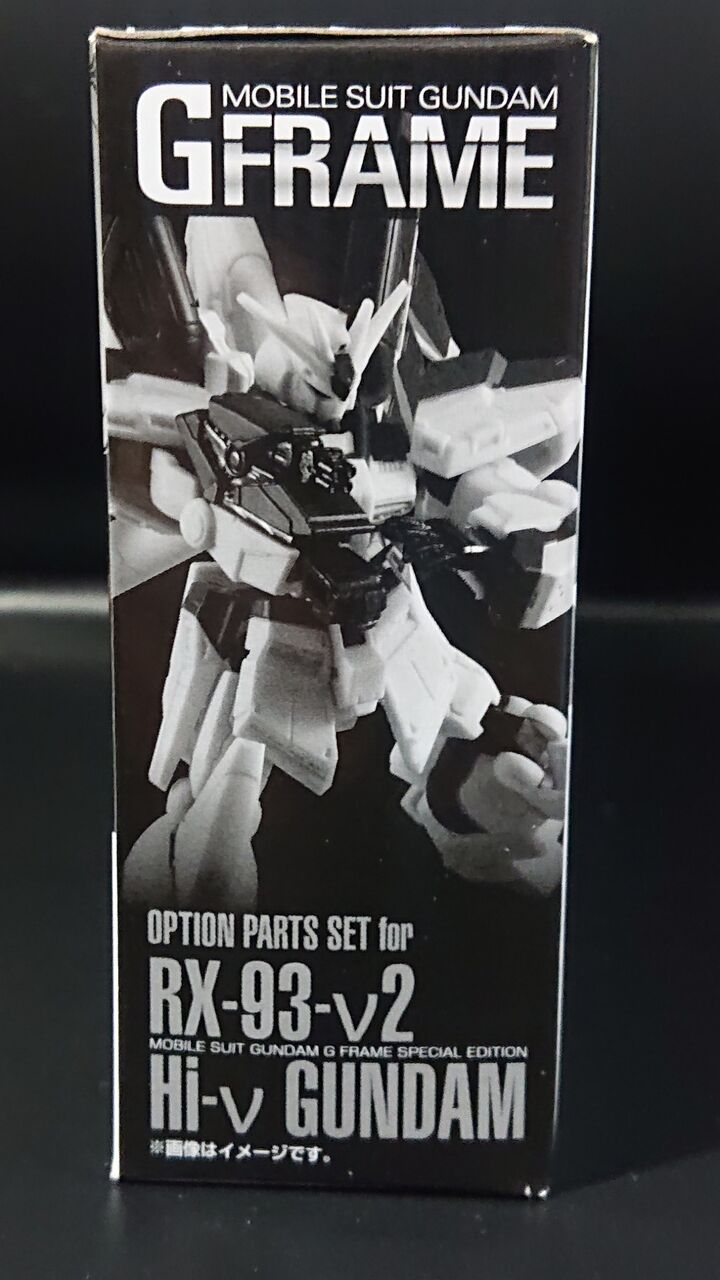 MOBILE SUIT GUNDAM
GFRAME
OPTION PARTS SET for
RX-93-ν2
MOBILE SUIT GUNDAM G FRAME SPECIAL EDITION
Hi-ν GUNDAM
※画像はイメージです。